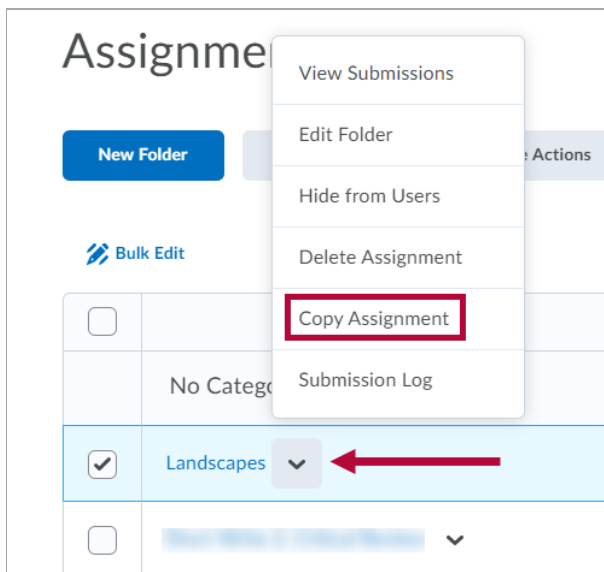 Assignme
View Submissions
Edit Folder
Hide from Users
Delete Assignment
Copy Assignment
Submission Log
New Folder
Actions
Bulk Edit
No Catego
Landscapes